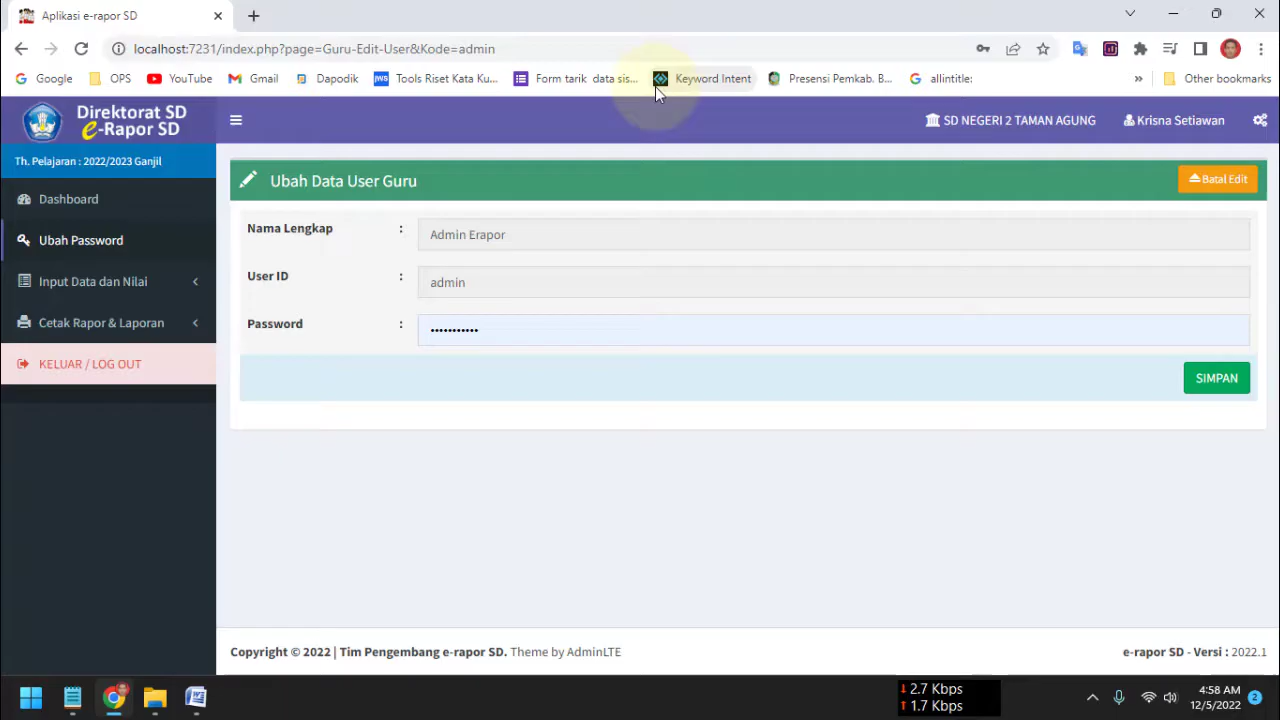 Aplikasi e-rapor SD
localhost:7231/index.php?page=Guru-Edit-User&Kode=admin
Google OPS YouTube Gmail Dapodik Tools Riset Kata Ku... Form tarik data sis... Keyword Intent Presensi Pemkab. B... allintitle: » Other bookmarks
Direktorat SD
e-Rapor SD
SD NEGERI 2 TAMAN AGUNG Krisna Setiawan
Th. Pelajaran : 2022/2023 Ganjil
Dashboard
Ubah Password
Input Data dan Nilai
Cetak Rapor & Laporan
KELUAR / LOG OUT
Ubah Data User Guru Batal Edit
Nama Lengkap : Admin Erapor
User ID : admin
Password : •••••••••••
SIMPAN
Copyright © 2022 | Tim Pengembang e-rapor SD. Theme by AdminLTE e-rapor SD - Versi : 2022.1
2.7 Kbps
1.7 Kbps
4:58 AM
12/5/2022
2